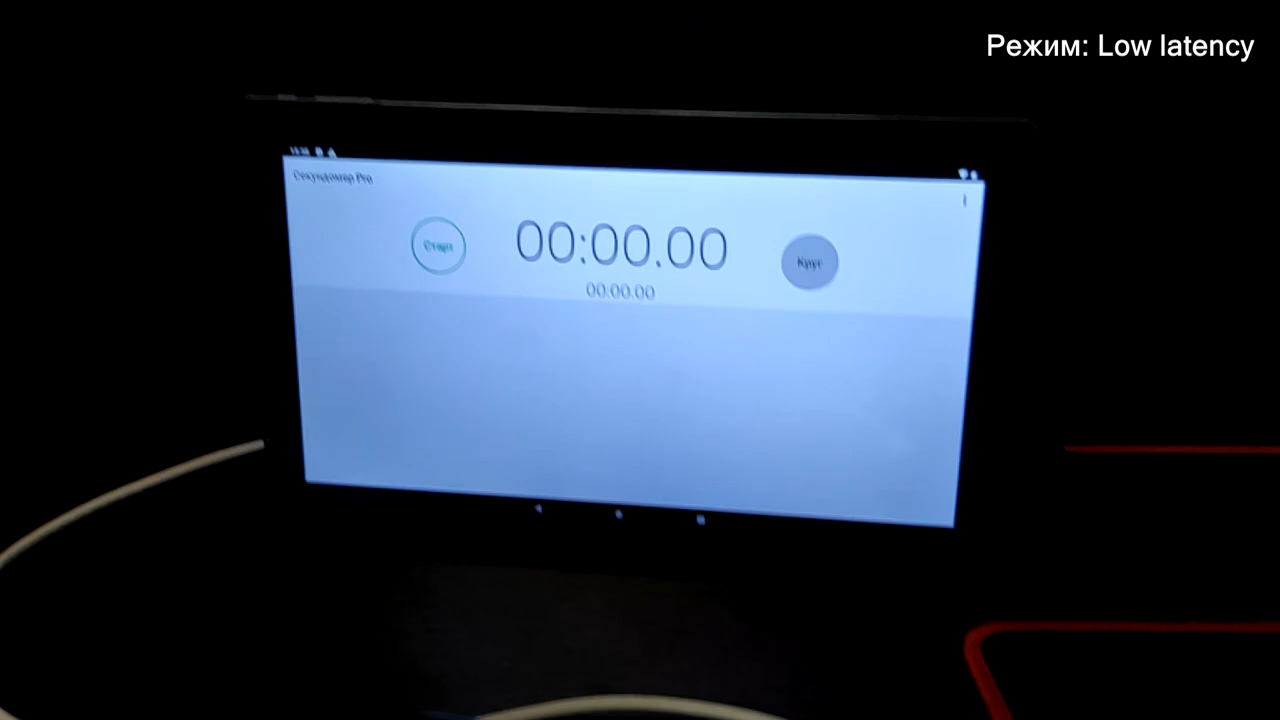 Режим: Low latency
Секундомер Pro
Старт
00:00.00
Круг
00:00.00